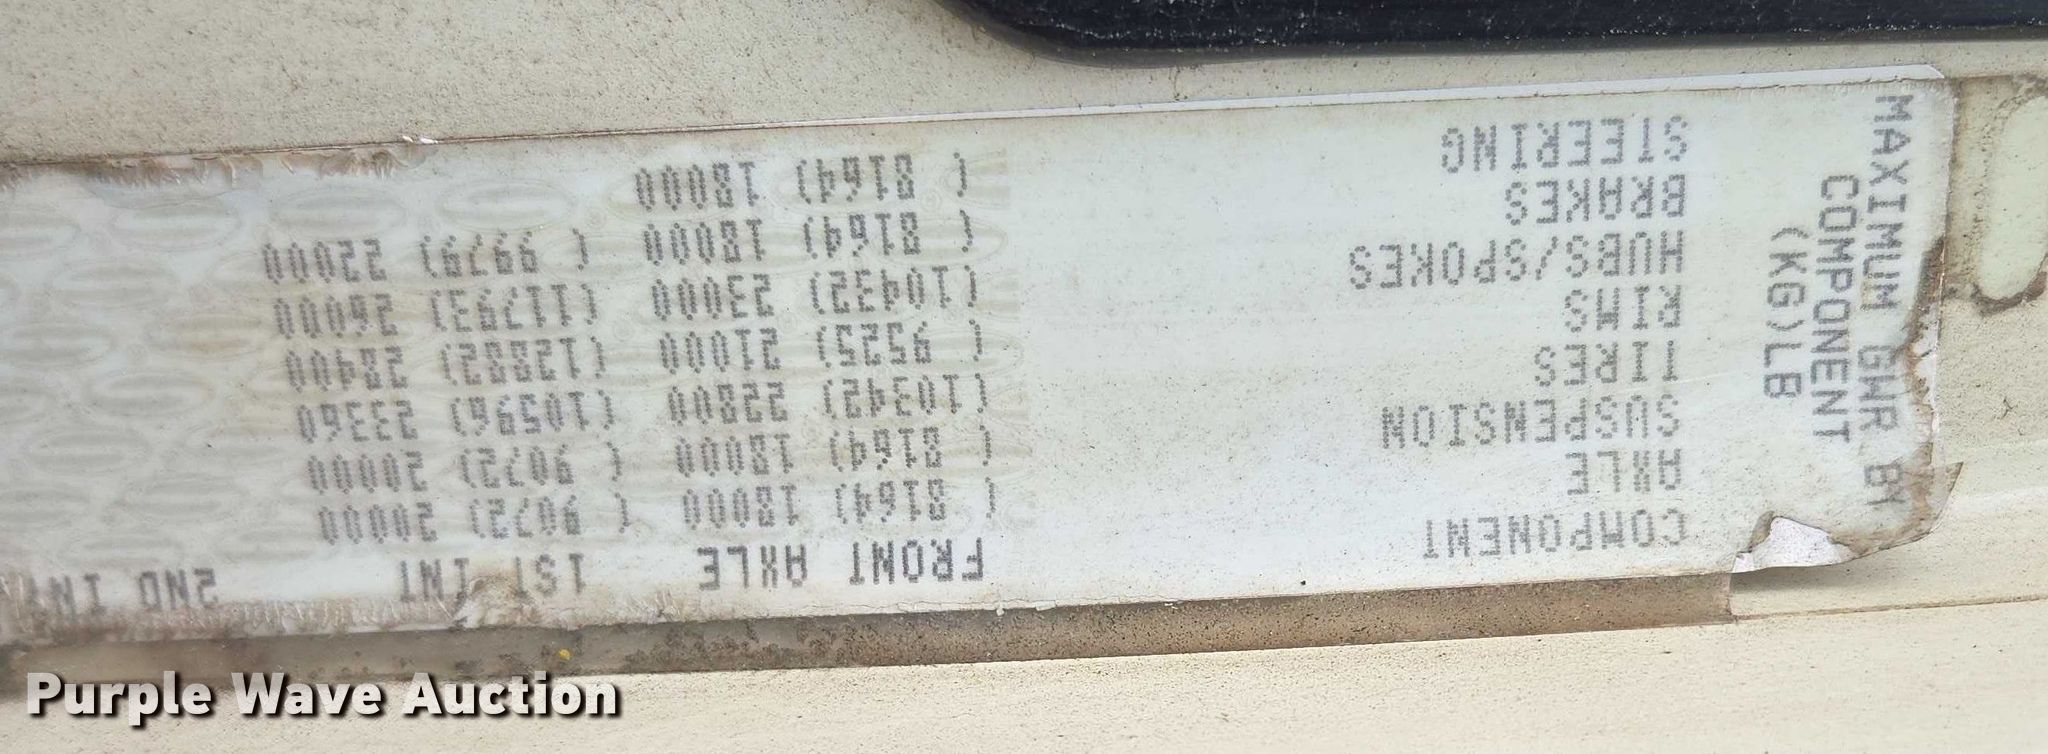 MAXIMUM GWR BY
COMPONENT
(KG)LB
COMPONENT FRONT AXLE 1ST INT 2ND INT
AXLE ( 8164) 18000 ( 9072) 20000
SUSPENSION ( 8164) 18000 ( 9072) 20000
TIRES (10342) 22800 (10596) 23360
RIMS ( 9525) 21000 (12882) 28400
HUBS/SPOKES (10432) 23000 (11793) 26000
BRAKES ( 8164) 18000 ( 9979) 22000
STEERING ( 8164) 18000
Purple Wave Auction